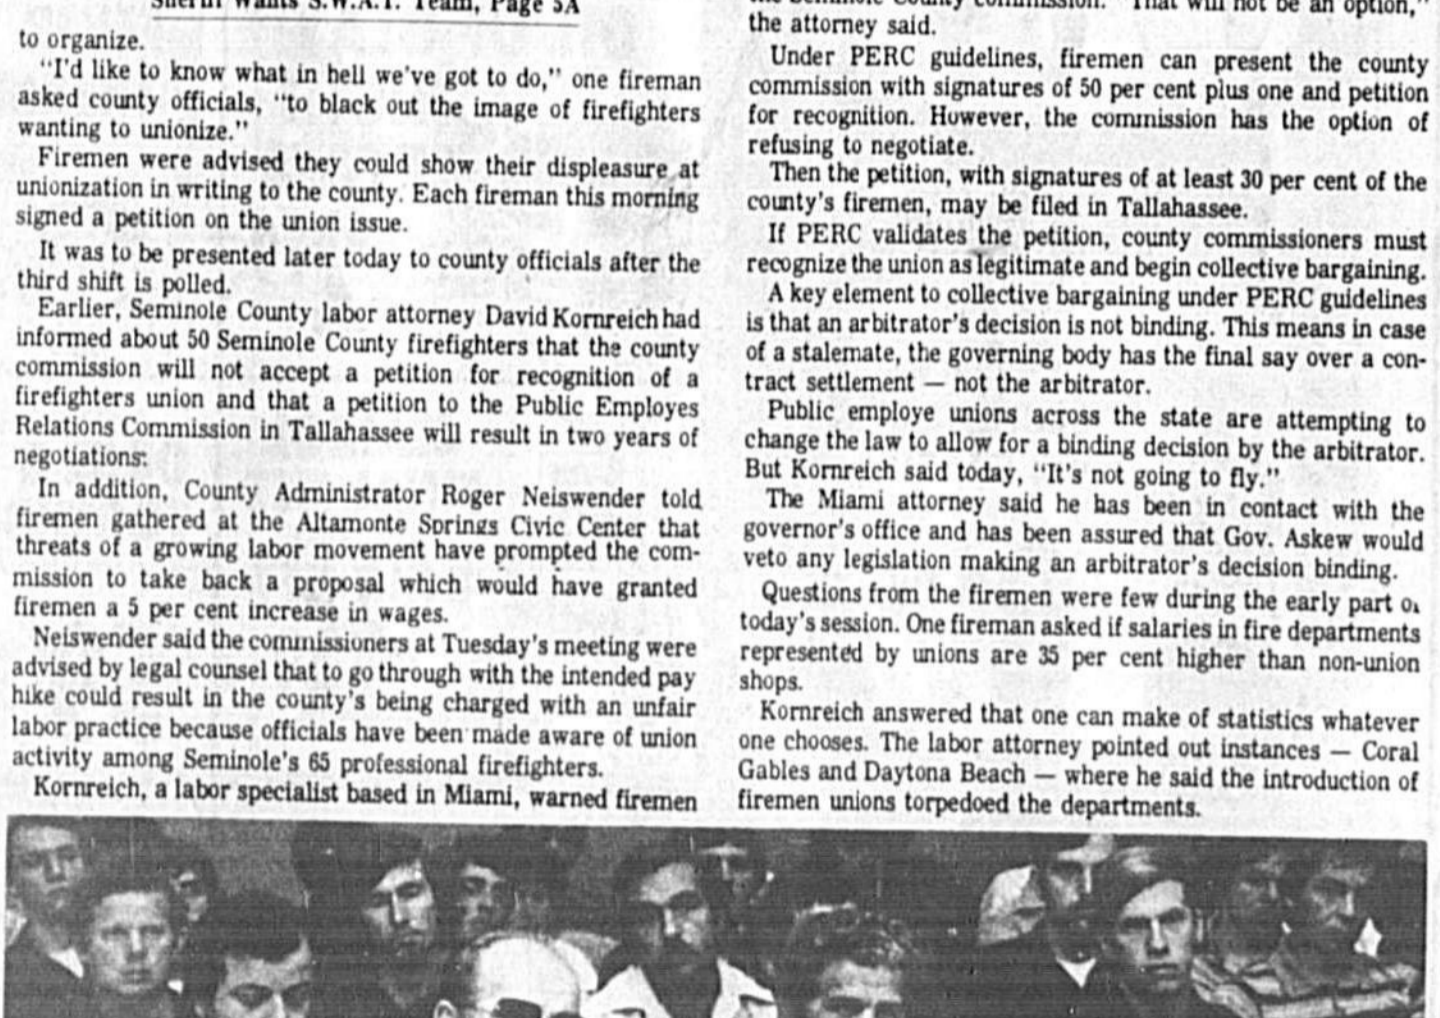 Sheriff Wants S.W.A.T. Team, Page 5A
to organize.
"I'd like to know what in hell we've got to do," one fireman
asked county officials, "to black out the image of firefighters
wanting to unionize."
Firemen were advised they could show their displeasure at
unionization in writing to the county. Each fireman this morning
signed a petition on the union issue.
It was to be presented later today to county officials after the
third shift is polled.
Earlier, Seminole County labor attorney David Kornreich had
informed about 50 Seminole County firefighters that the county
commission will not accept a petition for recognition of a
firefighters union and that a petition to the Public Employes
Relations Commission in Tallahassee will result in two years of
negotiations.
In addition, County Administrator Roger Neiswender told
firemen gathered at the Altamonte Springs Civic Center that
threats of a growing labor movement have prompted the com-
mission to take back a proposal which would have granted
firemen a 5 per cent increase in wages.
Neiswender said the commissioners at Tuesday's meeting were
advised by legal counsel that to go through with the intended pay
hike could result in the county's being charged with an unfair
labor practice because officials have been made aware of union
activity among Seminole's 65 professional firefighters.
Kornreich, a labor specialist based in Miami, warned firemen
the Seminole County commission. "That will not be an option,"
the attorney said.
Under PERC guidelines, firemen can present the county
commission with signatures of 50 per cent plus one and petition
for recognition. However, the commission has the option of
refusing to negotiate.
Then the petition, with signatures of at least 30 per cent of the
county's firemen, may be filed in Tallahassee.
If PERC validates the petition, county commissioners must
recognize the union as legitimate and begin collective bargaining.
A key element to collective bargaining under PERC guidelines
is that an arbitrator's decision is not binding. This means in case
of a stalemate, the governing body has the final say over a con-
tract settlement — not the arbitrator.
Public employe unions across the state are attempting to
change the law to allow for a binding decision by the arbitrator.
But Kornreich said today, "It's not going to fly."
The Miami attorney said he has been in contact with the
governor's office and has been assured that Gov. Askew would
veto any legislation making an arbitrator's decision binding.
Questions from the firemen were few during the early part of
today's session. One fireman asked if salaries in fire departments
represented by unions are 35 per cent higher than non-union
shops.
Kornreich answered that one can make of statistics whatever
one chooses. The labor attorney pointed out instances — Coral
Gables and Daytona Beach — where he said the introduction of
firemen unions torpedoed the departments.